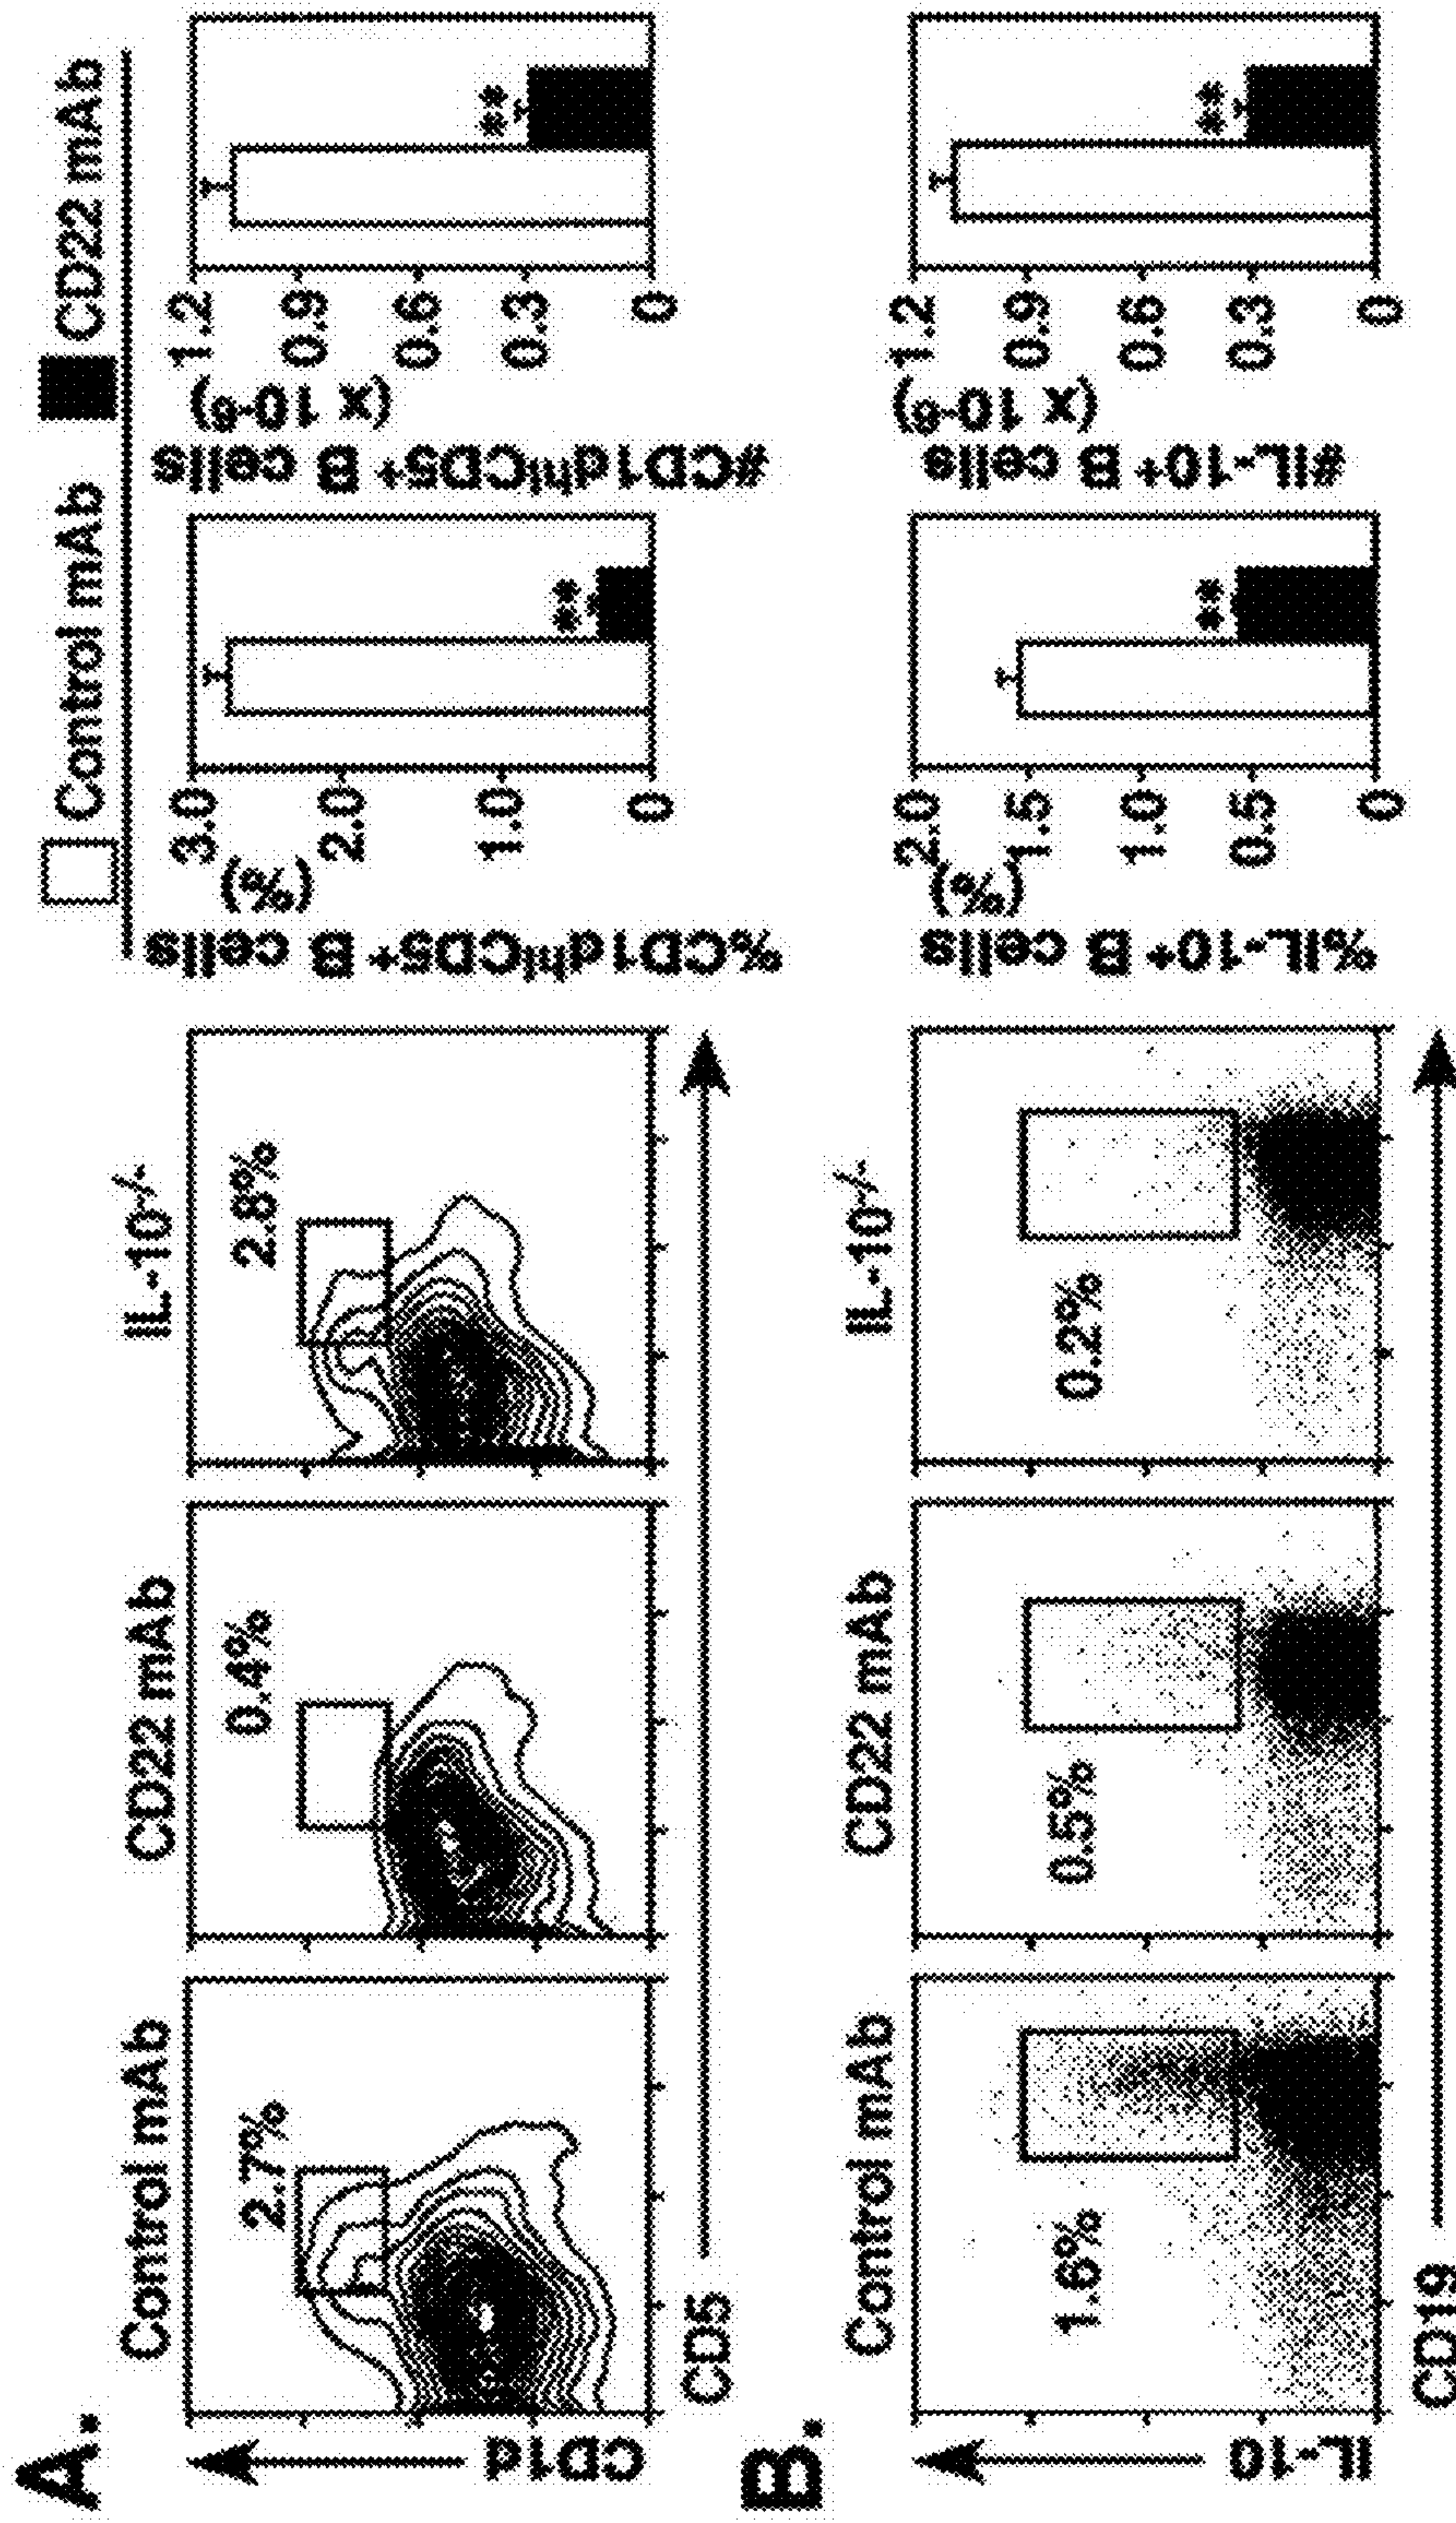 A.
Control mAb
CD22 mAb
IL-10-/-
CD1d
2.7%
0.4%
2.8%
CD5
Control mAb
CD22 mAb
%CD1dhiCD5+ B cells
(%)
3.0
2.0
1.0
0
**
#CD1dhiCD5+ B cells
(x 10-6)
1.2
0.9
0.6
0.3
0
**
B.
Control mAb
CD22 mAb
IL-10-/-
IL-10
1.6%
0.5%
0.2%
CD19
%IL-10+ B cells
(%)
2.0
1.5
1.0
0.5
0
**
#IL-10+ B cells
(x 10-6)
1.2
0.9
0.6
0.3
0
**